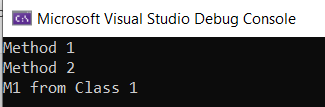 Microsoft Visual Studio Debug Console
Method 1
Method 2
M1 from Class 1